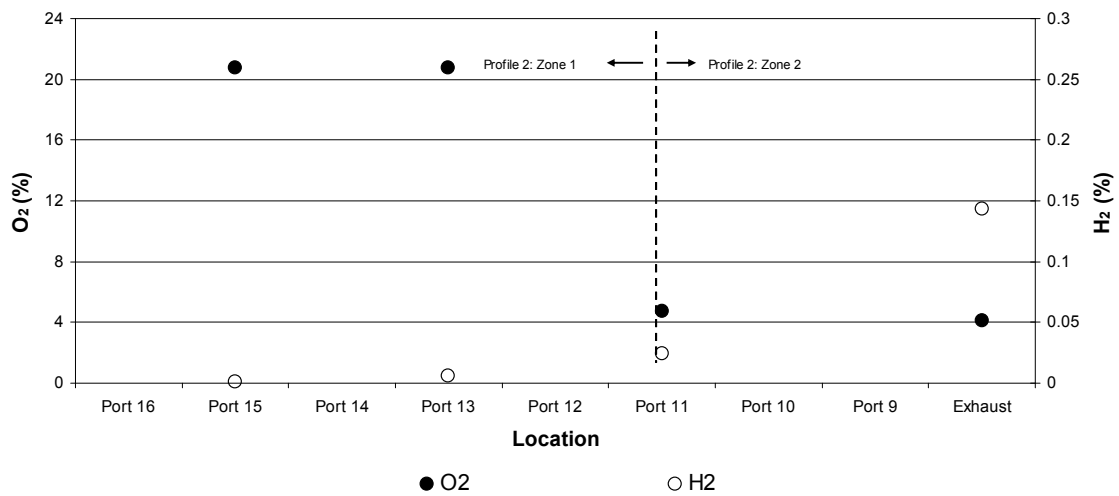 24 0.3
Profile 2: Zone 1 Profile 2: Zone 2
20 0.25
16 0.2
O2 (%)
12 0.15
H2 (%)
8 0.1
4 0.05
0 0
Port 16 Port 15 Port 14 Port 13 Port 12 Port 11 Port 10 Port 9 Exhaust
Location
O2 H2